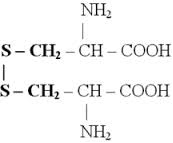 NH₂
|
S – CH₂ – CH – COOH
|
S – CH₂ – CH – COOH
|
NH₂